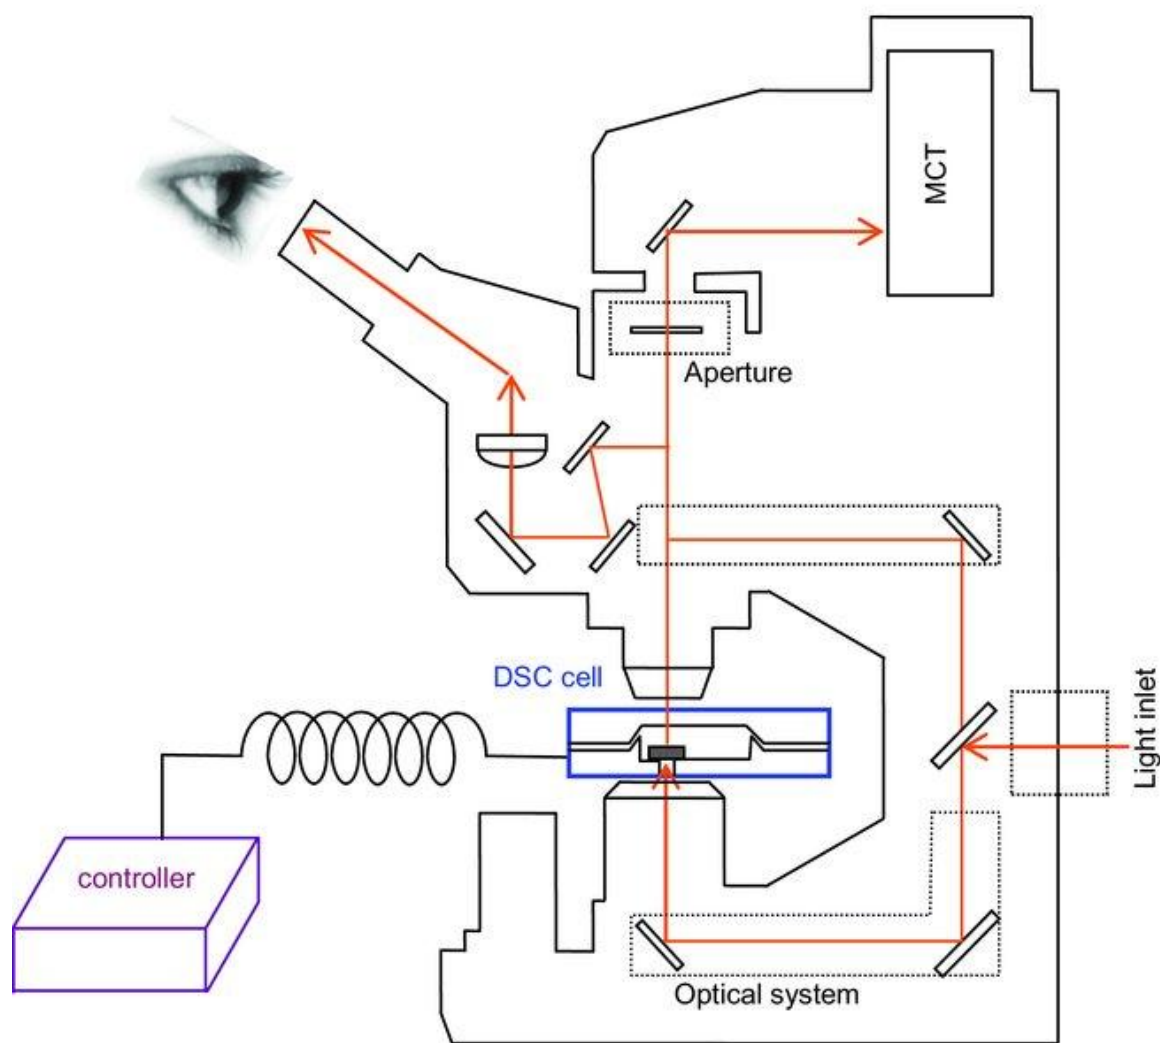 MCT
Aperture
DSC cell
Light inlet
controller
Optical system